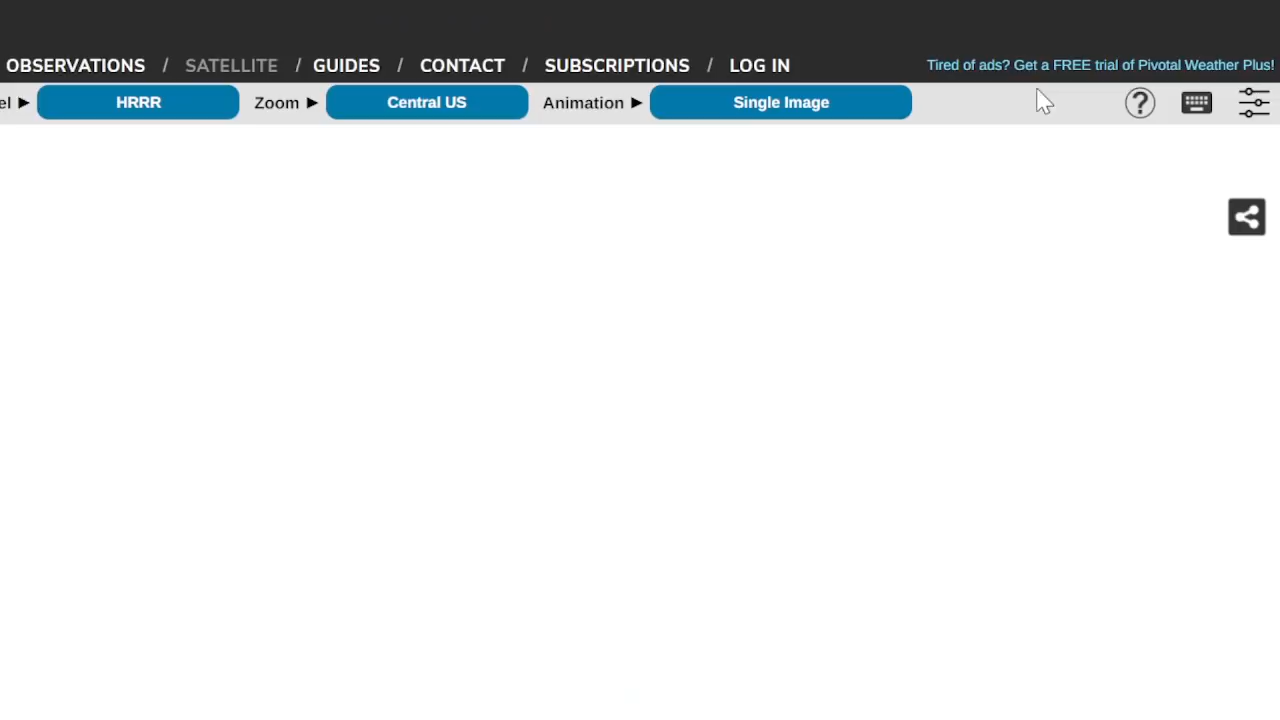 OBSERVATIONS / SATELLITE / GUIDES / CONTACT / SUBSCRIPTIONS / LOG IN Tired of ads? Get a FREE trial of Pivotal Weather Plus!
el ▶ HRRR Zoom ▶ Central US Animation ▶ Single Image ?